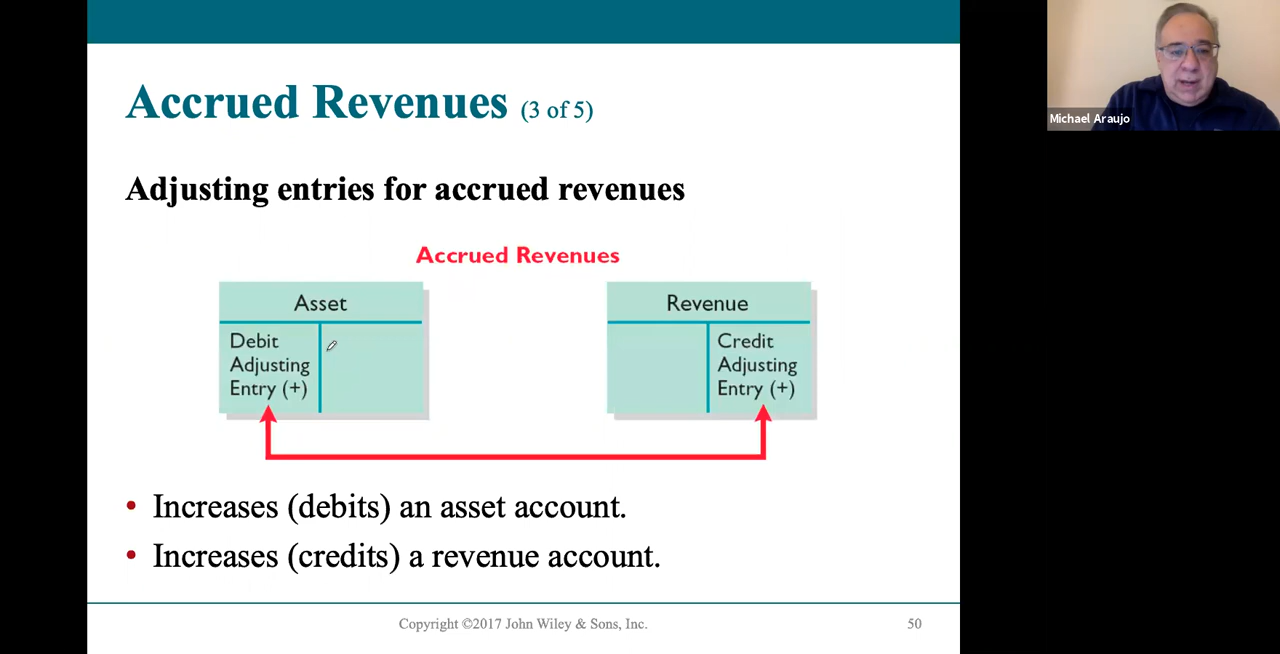 Accrued Revenues (3 of 5)
Michael Araujo
Adjusting entries for accrued revenues
Accrued Revenues
Asset
Debit
Adjusting
Entry (+)
Revenue
Credit
Adjusting
Entry (+)
• Increases (debits) an asset account.
• Increases (credits) a revenue account.
Copyright ©2017 John Wiley & Sons, Inc.
50